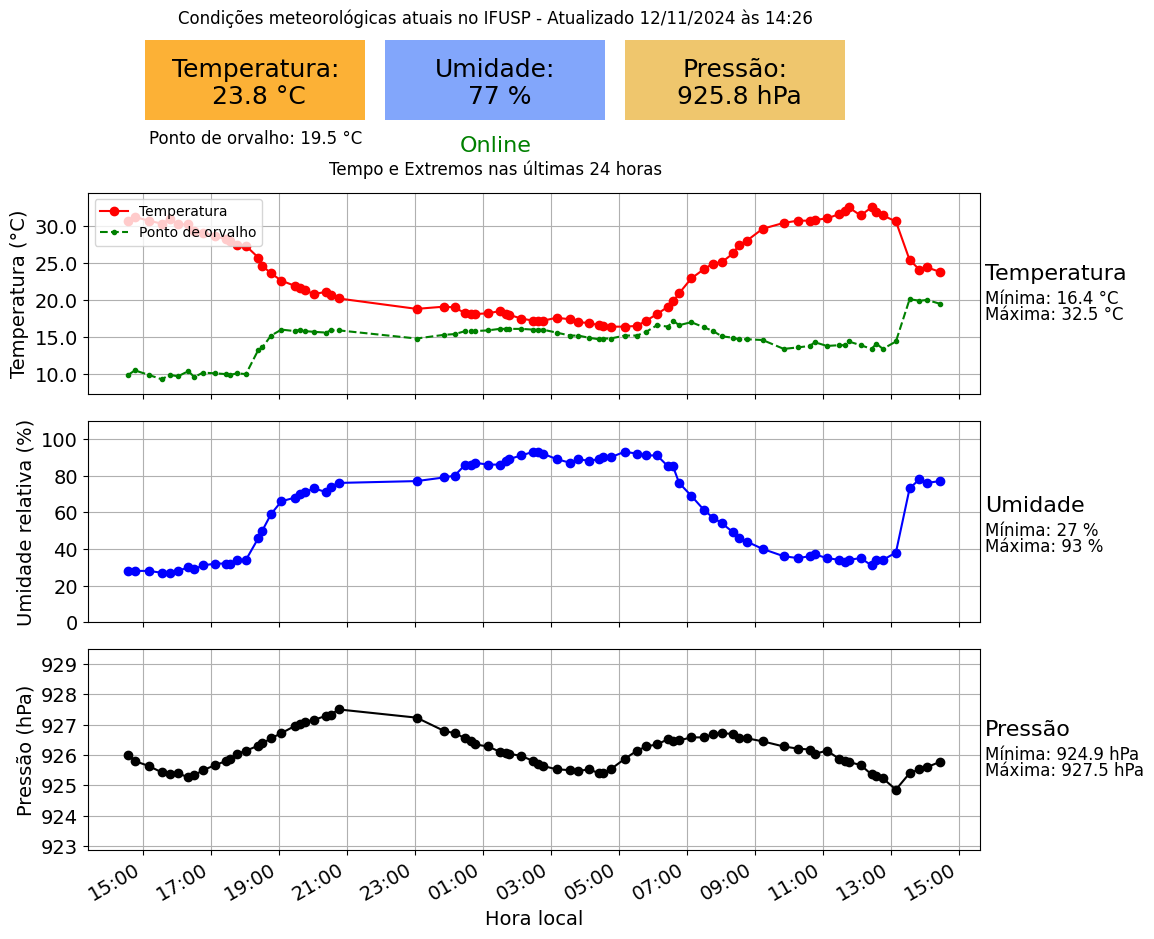 Condições meteorológicas atuais no IFUSP - Atualizado 12/11/2024 às 14:26
Temperatura:
23.8 °C
Umidade:
77 %
Pressão:
925.8 hPa
Ponto de orvalho: 19.5 °C
Online
Tempo e Extremos nas últimas 24 horas
Temperatura (°C)
30.0
25.0
20.0
15.0
10.0
Temperatura
Ponto de orvalho
Temperatura
Mínima: 16.4 °C
Máxima: 32.5 °C
Umidade relativa (%)
100
80
60
40
20
0
Umidade
Mínima: 27 %
Máxima: 93 %
Pressão (hPa)
929
928
927
926
925
924
923
Pressão
Mínima: 924.9 hPa
Máxima: 927.5 hPa
15:00 17:00 19:00 21:00 23:00 01:00 03:00 05:00 07:00 09:00 11:00 13:00 15:00
Hora local